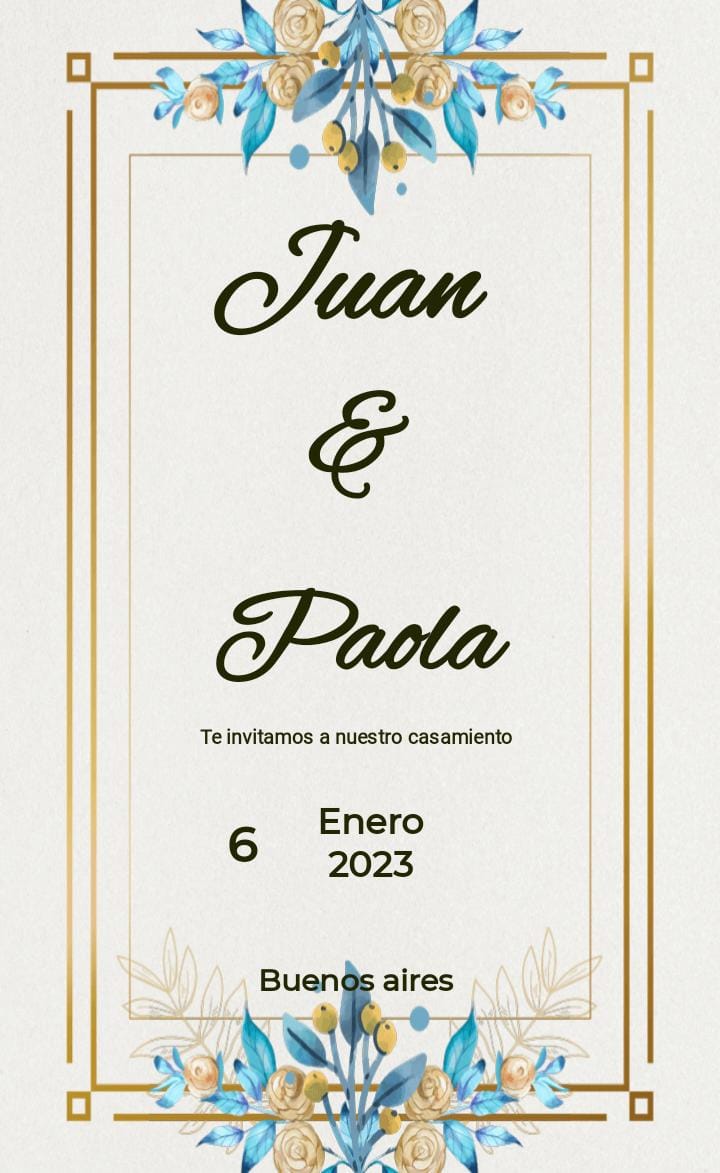 Juan
&
Paola
Te invitamos a nuestro casamiento
6
Enero
2023
Buenos aires